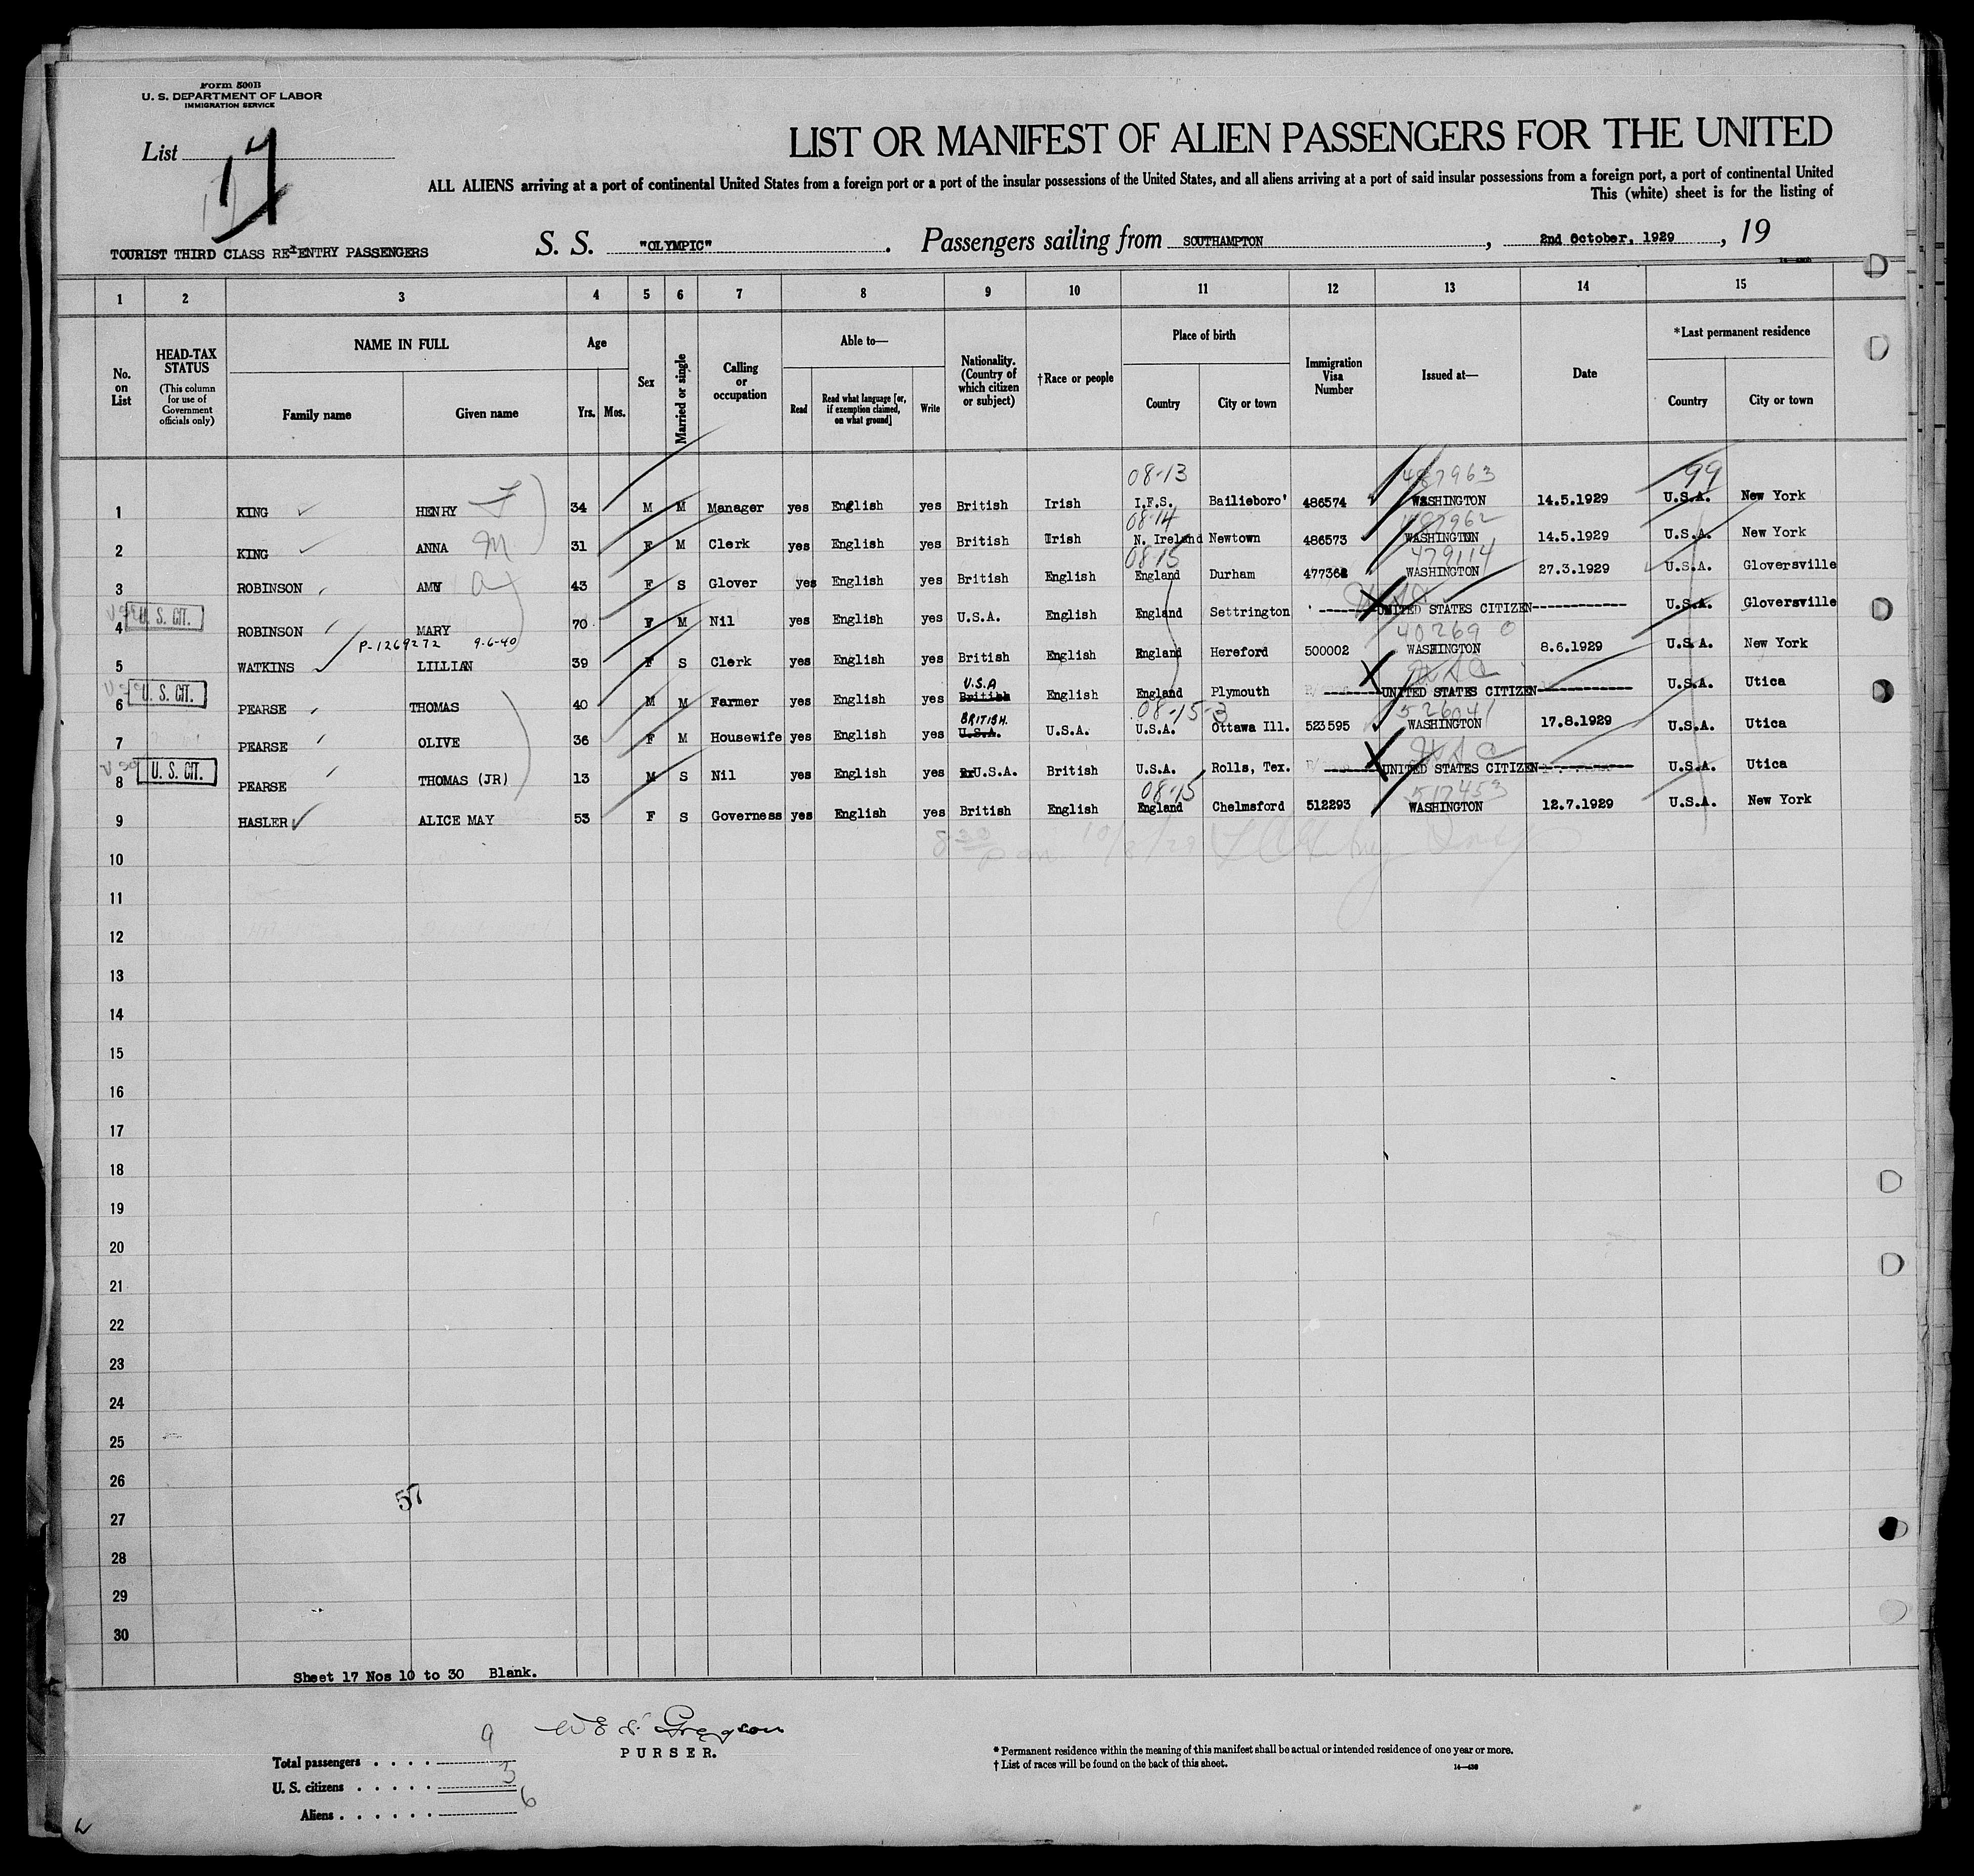 Form 500B
U. S. DEPARTMENT OF LABOR
IMMIGRATION SERVICE
List 17
LIST OR MANIFEST OF ALIEN PASSENGERS FOR THE UNITED
ALL ALIENS arriving at a port of continental United States from a foreign port or a port of the insular possessions of the United States, and all aliens arriving at a port of said insular possessions from a foreign port, a port of continental United
This (white) sheet is for the listing of
TOURIST THIRD CLASS RE-ENTRY PASSENGERS S. S. "OLYMPIC" . Passengers sailing from SOUTHAMPTON , 2nd October, 1929 , 19
1 2 3 4 5 6 7 8 9 10 11 12 13 14 15
No. on List
HEAD-TAX STATUS (This column for use of Government officials only)
NAME IN FULL Family name Given name
Age Yrs. Mos.
Sex
Married or single
Calling or occupation
Able to— Read Read what language [or, if exemption claimed, on what ground] Write
Nationality. (Country of which citizen or subject)
†Race or people
Place of birth Country City or town
Immigration Visa Number
Issued at—
Date
*Last permanent residence Country City or town
08-13 487963 99
1 KING HENRY F 34 M M Manager yes English yes British Irish I.F.S. Bailieboro' 486574 WASHINGTON 14.5.1929 U.S.A. New York
08-14 487962
2 KING ANNA M 31 F M Clerk yes English yes British Irish N. Ireland Newtown 486573 WASHINGTON 14.5.1929 U.S.A. New York
08-15 479114
3 ROBINSON AMY a 43 F S Glover yes English yes British English England Durham 477362 WASHINGTON 27.3.1929 U.S.A. Gloversville
U. S. CIT.
4 ROBINSON MARY 70 F M Nil yes English yes U.S.A. English England Settrington UNITED STATES CITIZEN U.S.A. Gloversville
P-1269272 9-6-40 40269 0
5 WATKINS LILLIAN 39 F S Clerk yes English yes British English England Hereford 500002 WASHINGTON 8.6.1929 U.S.A. New York
U. S. CIT. U.S.A
6 PEARSE THOMAS 40 M M Farmer yes English yes British English England Plymouth UNITED STATES CITIZEN U.S.A. Utica
BRITISH. 08-15-3 526041
7 PEARSE OLIVE 36 F M Housewife yes English yes U.S.A. U.S.A. U.S.A. Ottawa Ill. 523595 WASHINGTON 17.8.1929 U.S.A. Utica
U. S. CIT.
8 PEARSE THOMAS (JR) 13 M S Nil yes English yes U.S.A. British U.S.A. Rolls, Tex. UNITED STATES CITIZEN U.S.A. Utica
08-15 517453
9 HASLER ALICE MAY 53 F S Governess yes English yes British English England Chelmsford 512293 WASHINGTON 12.7.1929 U.S.A. New York
10
11
12
13
14
15
16
17
18
19
20
21
22
23
24
25
26
57
27
28
29
30
Sheet 17 Nos 10 to 30 Blank.
Gregson
PURSER.
Total passengers . . . . 9
U. S. citizens . . . . . 3
Aliens . . . . . . 6
* Permanent residence within the meaning of this manifest shall be actual or intended residence of one year or more.
† List of races will be found on the back of this sheet.